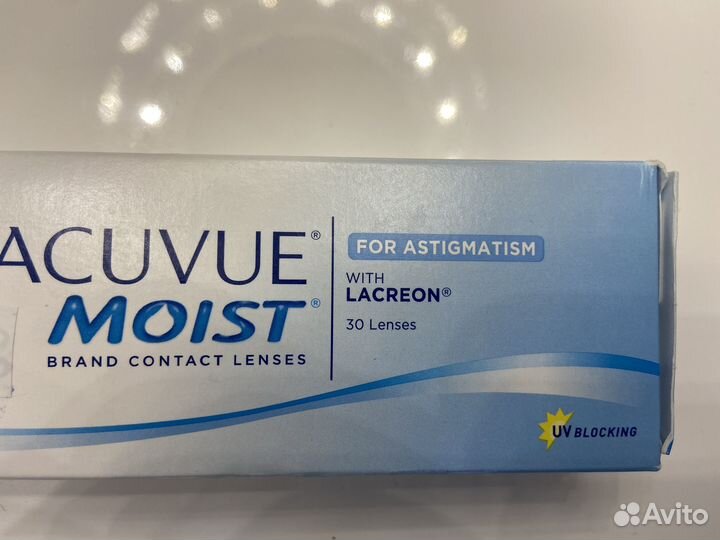 ACUVUE®
MOIST®
BRAND CONTACT LENSES
FOR ASTIGMATISM
WITH
LACREON®
30 Lenses
UV BLOCKING
Avito